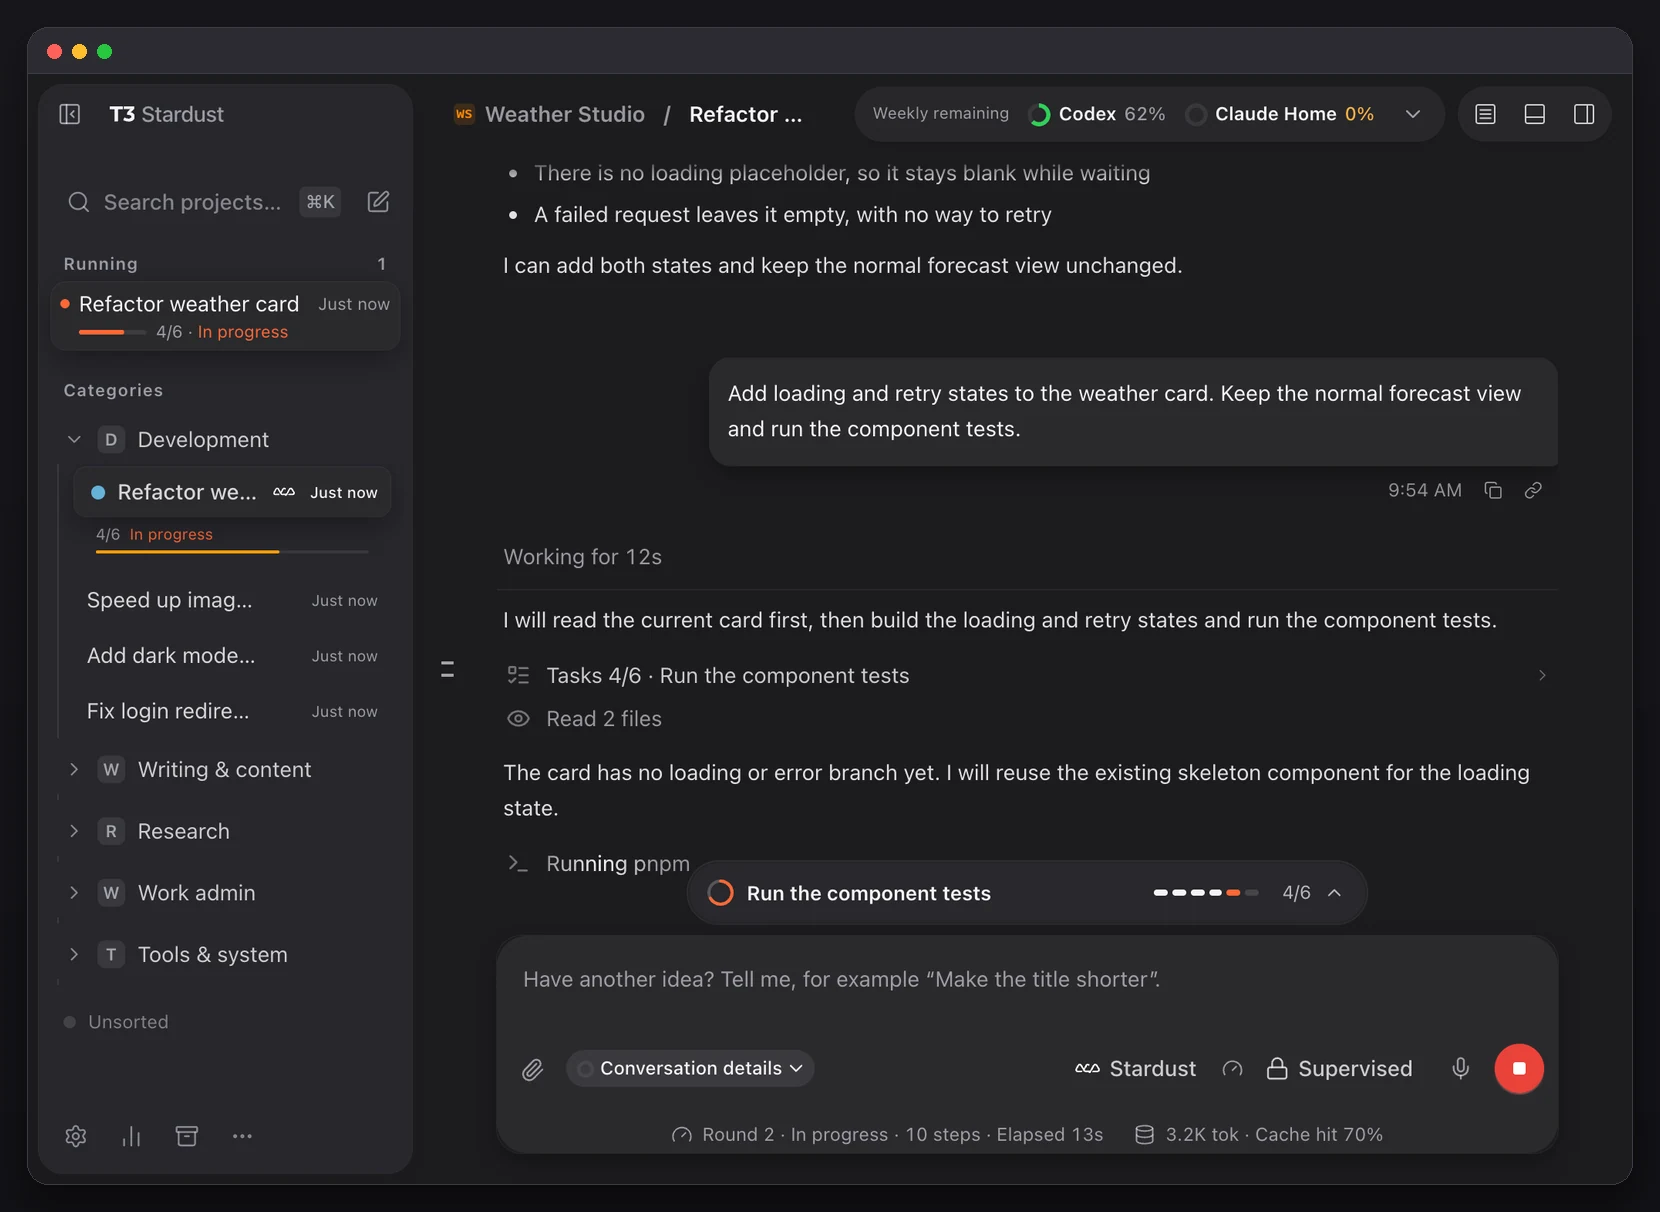 T3 Stardust
Search projects... ⌘K
Running 1
Refactor weather card Just now
4/6 · In progress
Categories
D Development
Refactor we... Just now
4/6 In progress
Speed up imag... Just now
Add dark mode... Just now
Fix login redire... Just now
W Writing & content
R Research
W Work admin
T Tools & system
Unsorted
WS Weather Studio / Refactor ...
Weekly remaining Codex 62% Claude Home 0%
• There is no loading placeholder, so it stays blank while waiting
• A failed request leaves it empty, with no way to retry
I can add both states and keep the normal forecast view unchanged.
Add loading and retry states to the weather card. Keep the normal forecast view
and run the component tests.
9:54 AM
Working for 12s
I will read the current card first, then build the loading and retry states and run the component tests.
Tasks 4/6 · Run the component tests
Read 2 files
The card has no loading or error branch yet. I will reuse the existing skeleton component for the loading
state.
Running pnpm
Run the component tests 4/6
Have another idea? Tell me, for example “Make the title shorter”.
Conversation details Stardust Supervised
Round 2 · In progress · 10 steps · Elapsed 13s 3.2K tok · Cache hit 70%